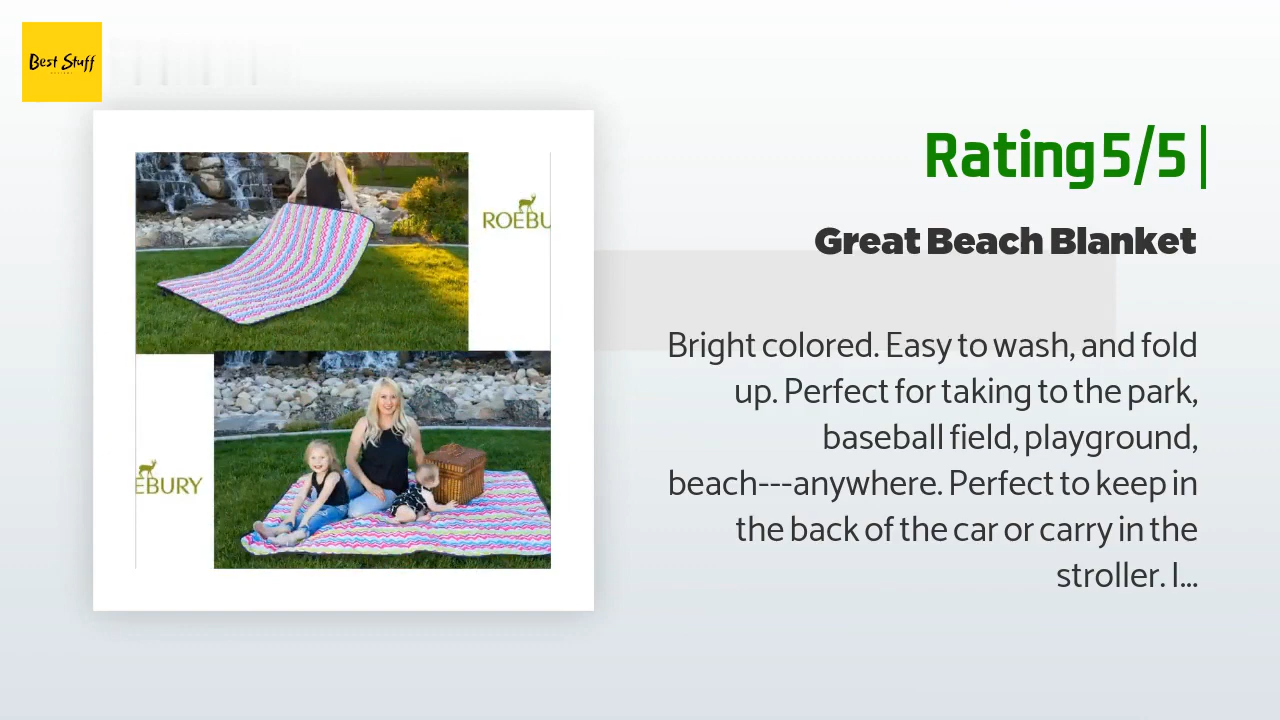 Best Stuff
Rating 5/5 |
Great Beach Blanket
ROEBU
EBURY
Bright colored. Easy to wash, and fold
up. Perfect for taking to the park,
baseball field, playground,
beach---anywhere. Perfect to keep in
the back of the car or carry in the
stroller. I...